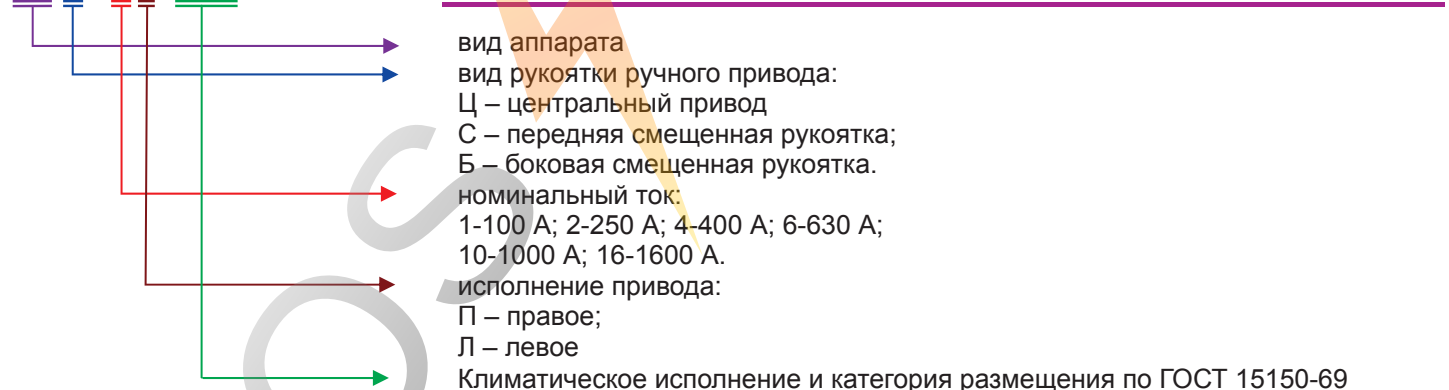 вид аппарата
вид рукоятки ручного привода:
Ц – центральный привод
С – передняя смещенная рукоятка;
Б – боковая смещенная рукоятка.
номинальный ток:
1-100 А; 2-250 А; 4-400 А; 6-630 А;
10-1000 А; 16-1600 А.
исполнение привода:
П – правое;
Л – левое
Климатическое исполнение и категория размещения по ГОСТ 15150-69